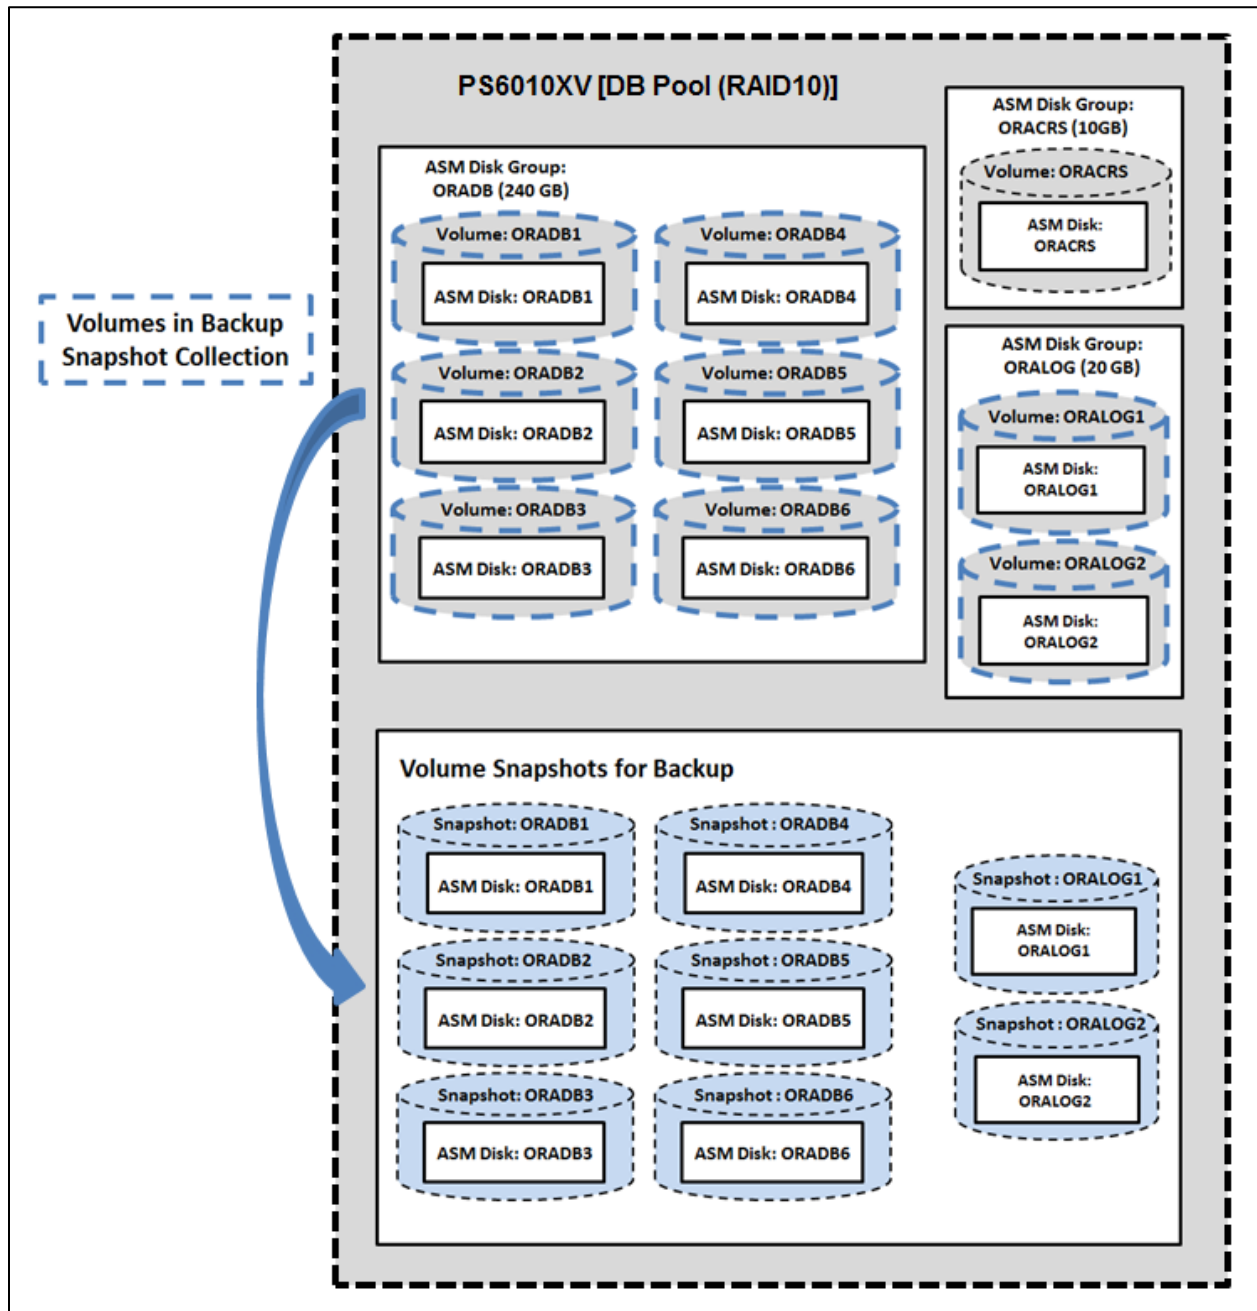 PS6010XV [DB Pool (RAID10)]
ASM Disk Group:
ORADB (240 GB)
Volume: ORADB1
ASM Disk: ORADB1
Volume: ORADB4
ASM Disk: ORADB4
Volume: ORADB2
ASM Disk: ORADB2
Volume: ORADB5
ASM Disk: ORADB5
Volume: ORADB3
ASM Disk: ORADB3
Volume: ORADB6
ASM Disk: ORADB6
ASM Disk Group:
ORACRS (10GB)
Volume: ORACRS
ASM Disk:
ORACRS
ASM Disk Group:
ORALOG (20 GB)
Volume: ORALOG1
ASM Disk:
ORALOG1
Volume: ORALOG2
ASM Disk:
ORALOG2
Volumes in Backup
Snapshot Collection
Volume Snapshots for Backup
Snapshot: ORADB1
ASM Disk: ORADB1
Snapshot : ORADB4
ASM Disk: ORADB4
Snapshot: ORADB2
ASM Disk: ORADB2
Snapshot : ORADB5
ASM Disk: ORADB5
Snapshot: ORADB3
ASM Disk: ORADB3
Snapshot : ORADB6
ASM Disk: ORADB6
Snapshot : ORALOG1
ASM Disk:
ORALOG1
Snapshot : ORALOG2
ASM Disk:
ORALOG2